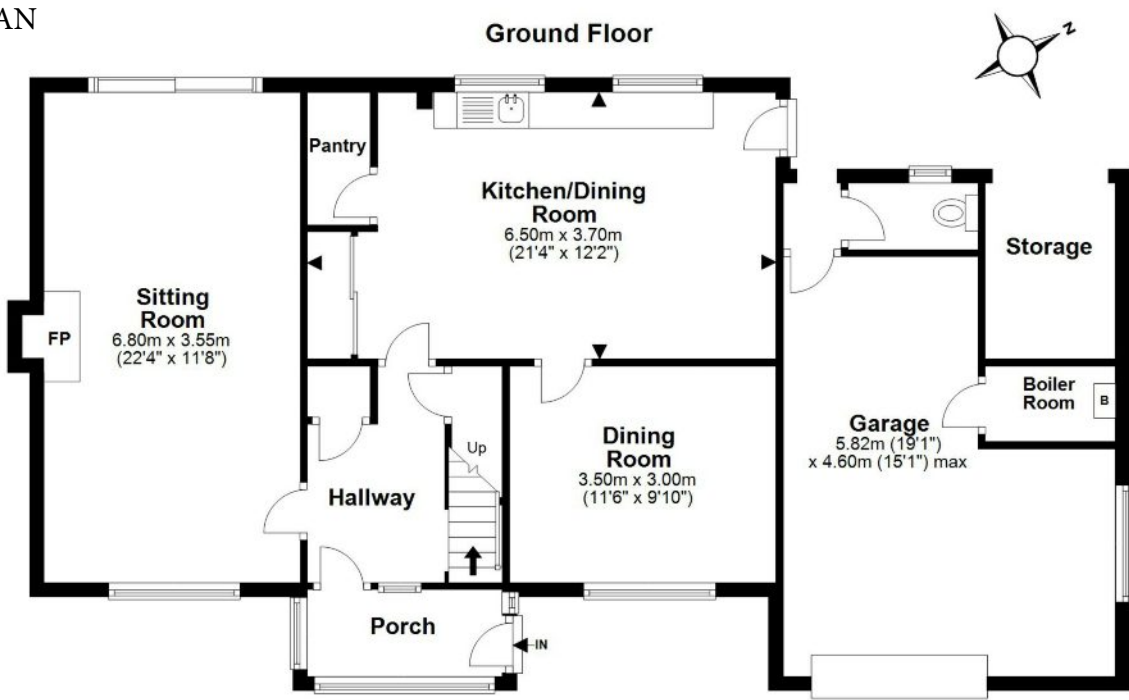 AN
Ground Floor
N
Pantry
Kitchen/Dining
Room
6.50m x 3.70m
(21'4" x 12'2")
Storage
Sitting
Room
6.80m x 3.55m
(22'4" x 11'8")
FP
Boiler
Room
B
Garage
5.82m (19'1")
x 4.60m (15'1") max
Up
Dining
Room
3.50m x 3.00m
(11'6" x 9'10")
Hallway
Porch
IN